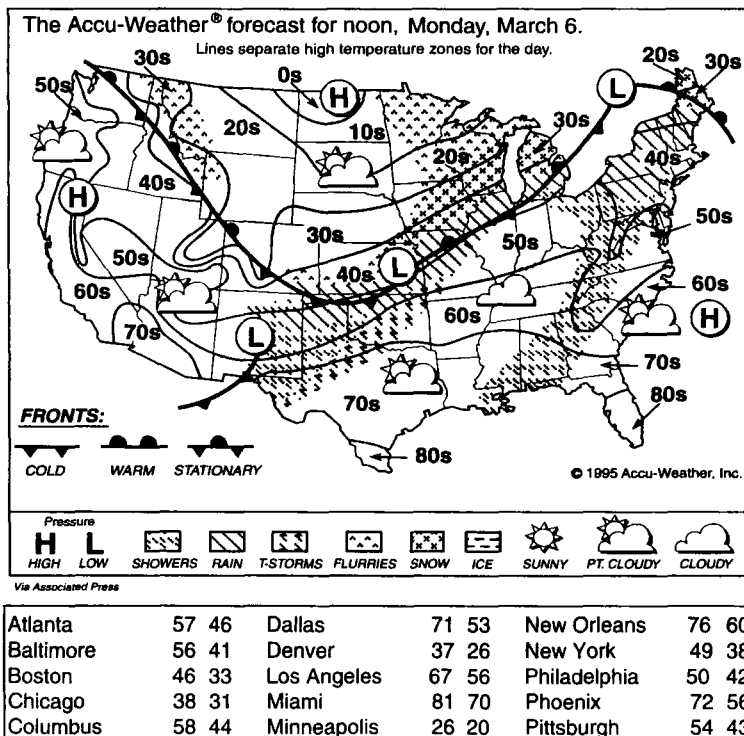 The Accu-Weather® forecast for noon, Monday, March 6.
Lines separate high temperature zones for the day.
50s
30s
0s
H
L
20s
30s
20s
10s
30s
20s
40s
40s
H
50s
30s
50s
50s
60s
40s
L
60s
H
70s
L
60s
70s
80s
70s
80s
FRONTS:
COLD WARM STATIONARY
© 1995 Accu-Weather, Inc.
Pressure
H L
HIGH LOW SHOWERS RAIN T-STORMS FLURRIES SNOW ICE SUNNY PT. CLOUDY CLOUDY
Via Associated Press
Atlanta 57 46 Dallas 71 53 New Orleans 76 60
Baltimore 56 41 Denver 37 26 New York 49 38
Boston 46 33 Los Angeles 67 56 Philadelphia 50 42
Chicago 38 31 Miami 81 70 Phoenix 72 56
Columbus 58 44 Minneapolis 26 20 Pittsburgh 54 43